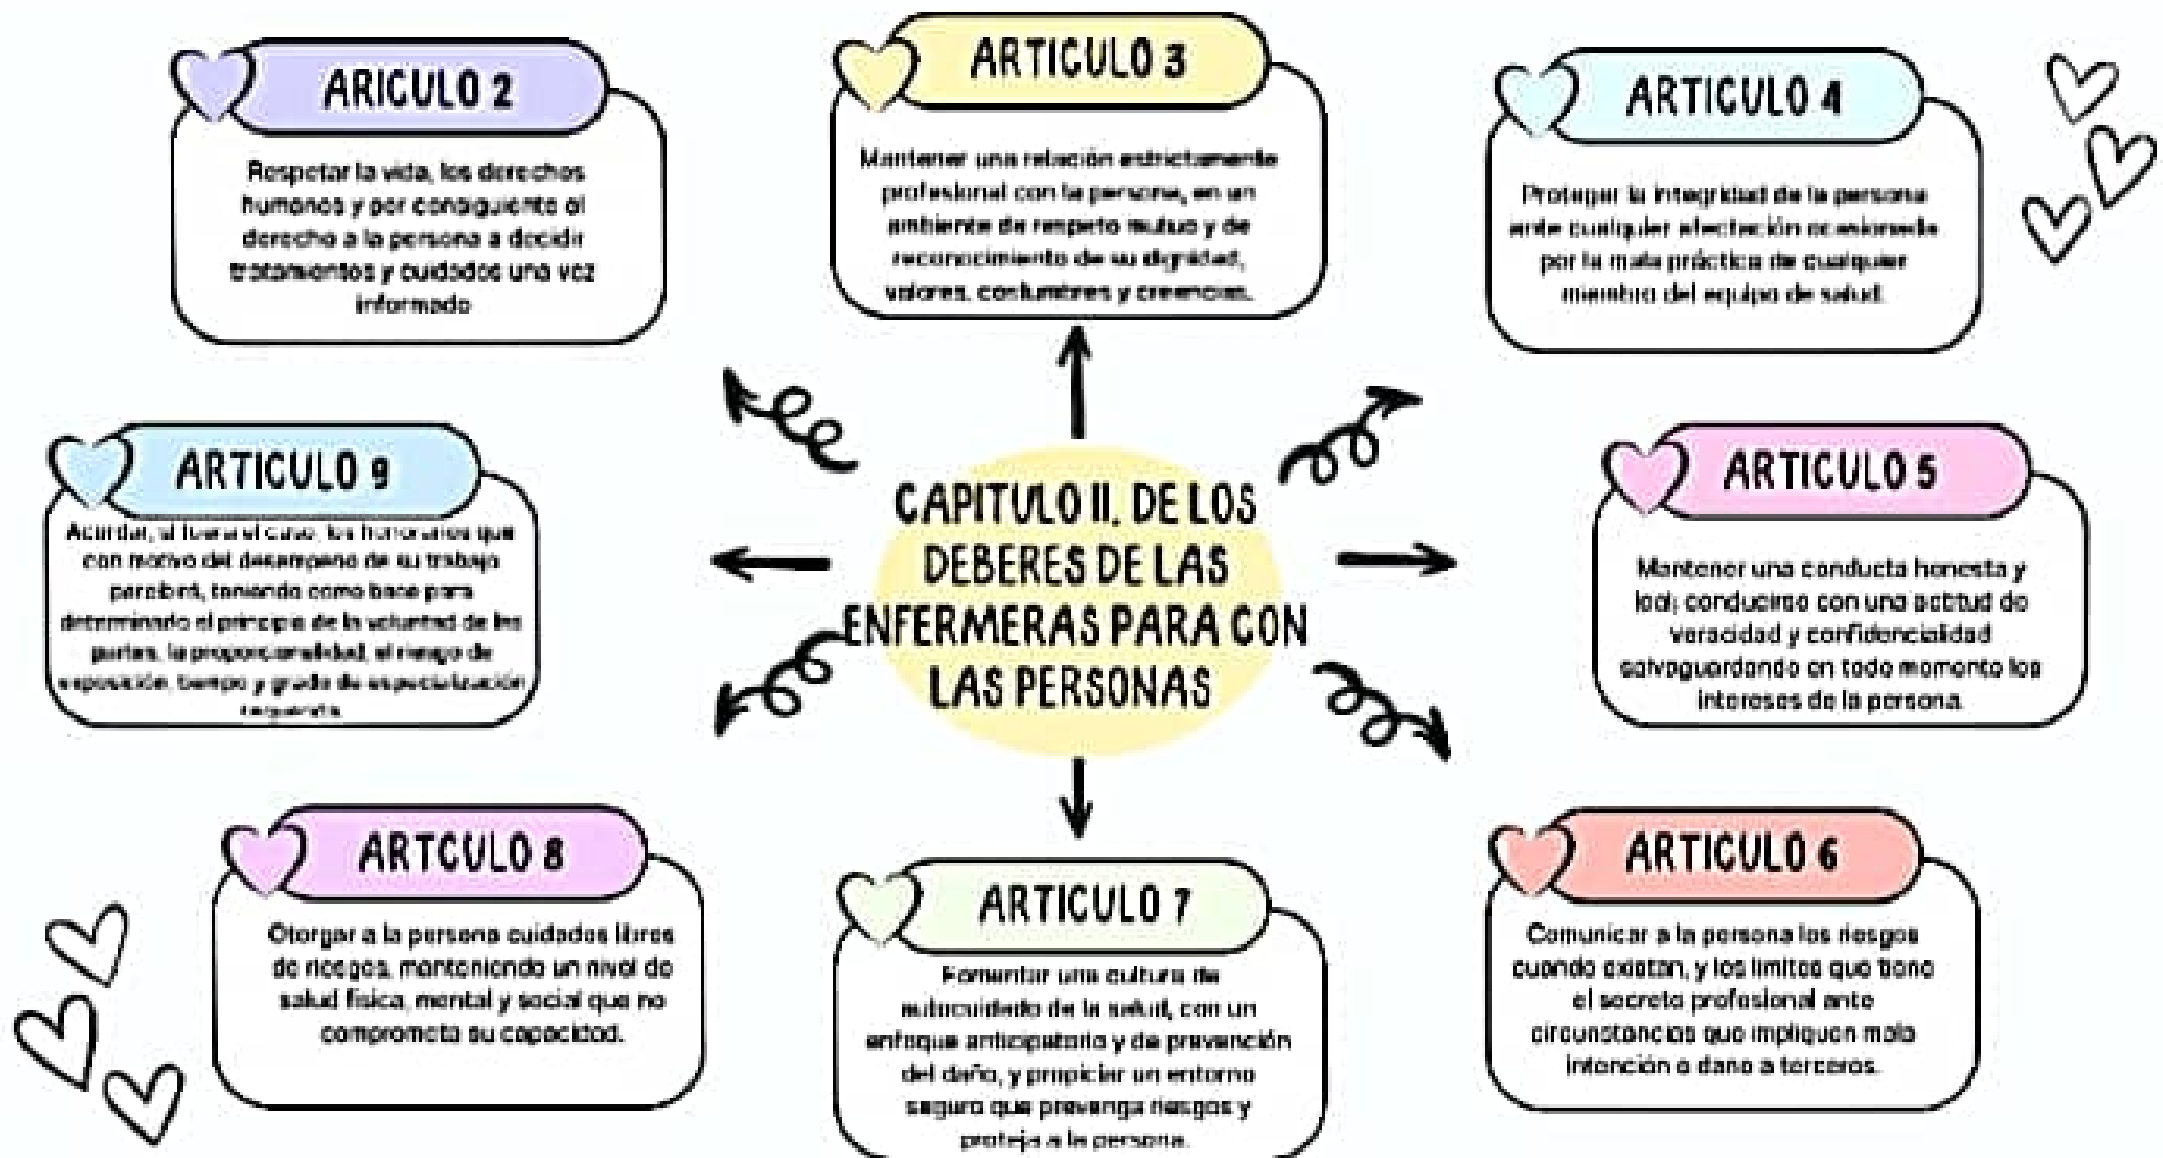 ARICULO 2
Respetar la vida, los derechos
humanos y por consiguiente el
derecho a la persona a decidir
tratamientos y cuidados una vez
informado
ARTICULO 3
Mantener una relación estrictamente
profesional con la persona, en un
ambiente de respeto mutuo y de
reconocimiento de su dignidad,
valores, costumbres y creencias.
ARTICULO 4
Proteger la integridad de la persona
ante cualquier afectación ocasionada
por la mala práctica de cualquier
miembro del equipo de salud.
ARTICULO 9
Acordar, si fuera el caso, los honorarios que
con motivo del desempeño de su trabajo
percibirá, teniendo como base para
determinarlo el principio de la voluntad de las
partes, la proporcionalidad, el riesgo de
exposición, tiempo y grado de especialización
requerida.
CAPITULO II. DE LOS
DEBERES DE LAS
ENFERMERAS PARA CON
LAS PERSONAS
ARTICULO 5
Mantener una conducta honesta y
leal; conducirse con una actitud de
veracidad y confidencialidad
salvaguardando en todo momento los
intereses de la persona.
ARTCULO 8
Otorgar a la persona cuidados libres
de riesgos, manteniendo un nivel de
salud física, mental y social que no
comprometa su capacidad.
ARTICULO 7
Fomentar una cultura de
autocuidado de la salud, con un
enfoque anticipatorio y de prevención
del daño, y propiciar un entorno
seguro que prevenga riesgos y
proteja a la persona.
ARTICULO 6
Comunicar a la persona los riesgos
cuando existan, y los limites que tiene
el secreto profesional ante
circunstancias que impliquen mala
intención o dano a terceros.